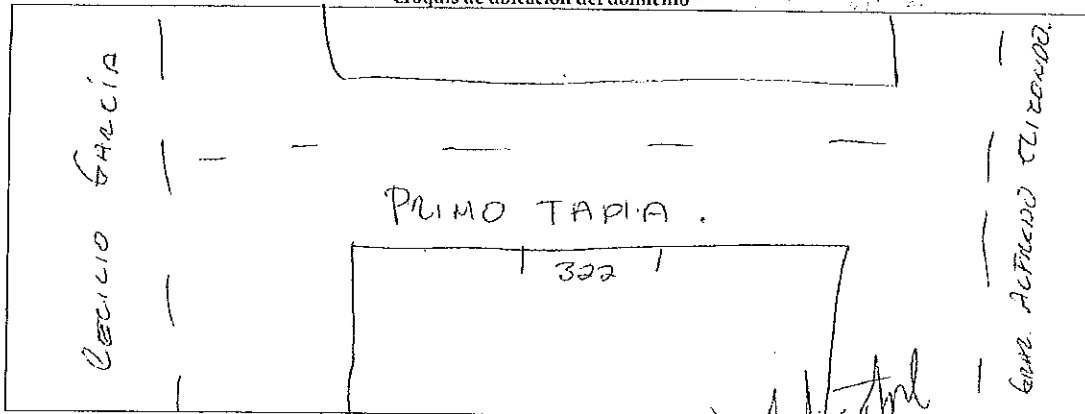 Croquis de ubicación del domicilio
CECILIO GARCÍA
PRIMO TAPIA.
322
GRAL. ALFREDO ELIZONDO.